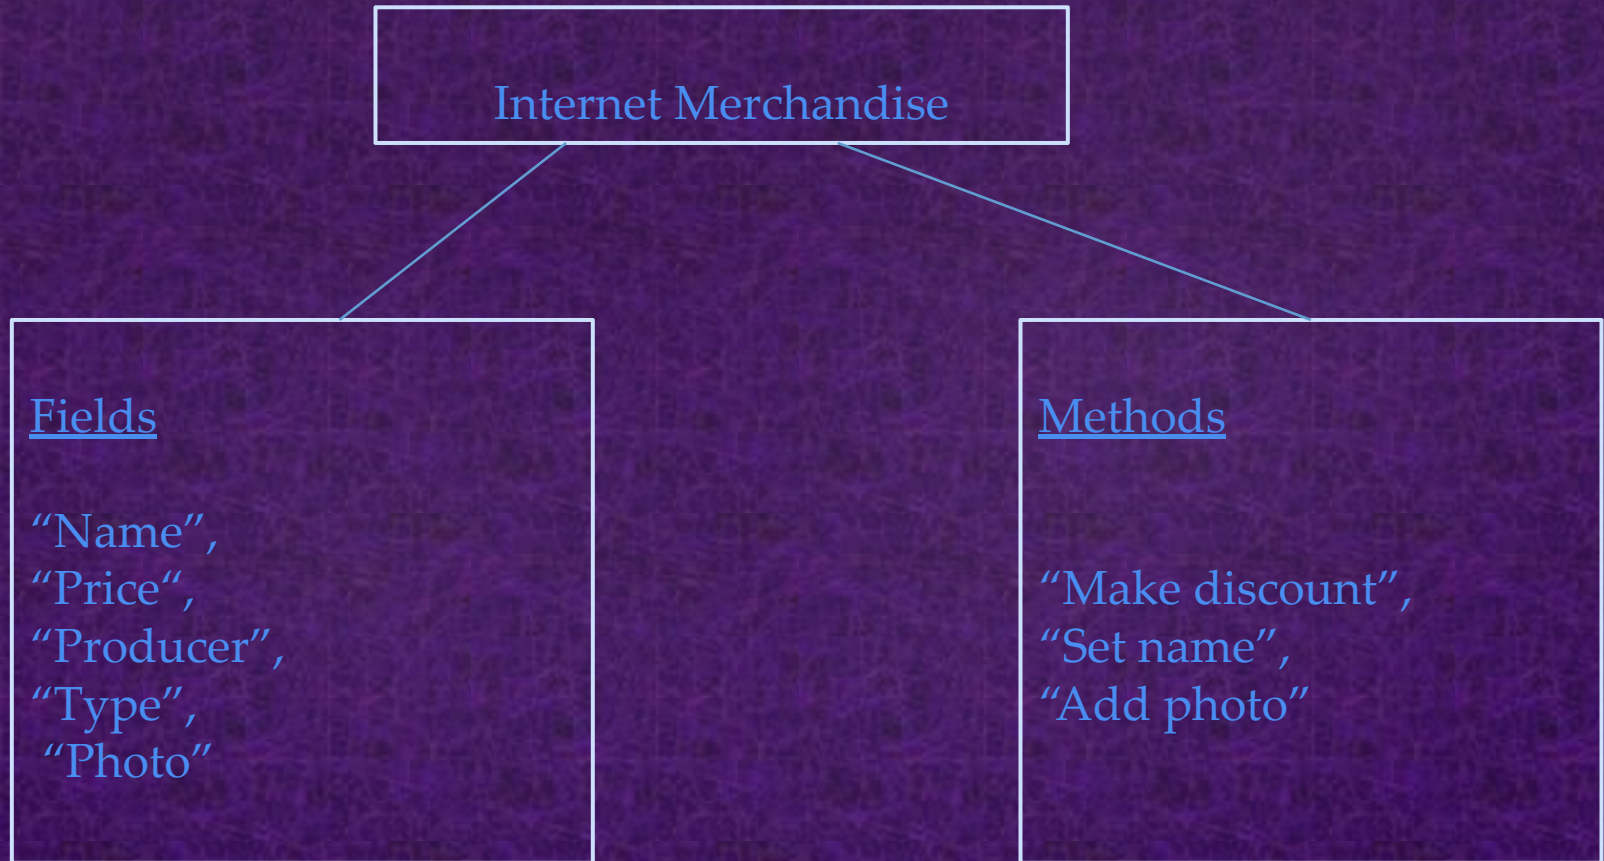 Internet Merchandise
Fields
“Name”,
“Price“,
“Producer”,
“Type”,
“Photo”
Methods
“Make discount”,
“Set name”,
“Add photo”